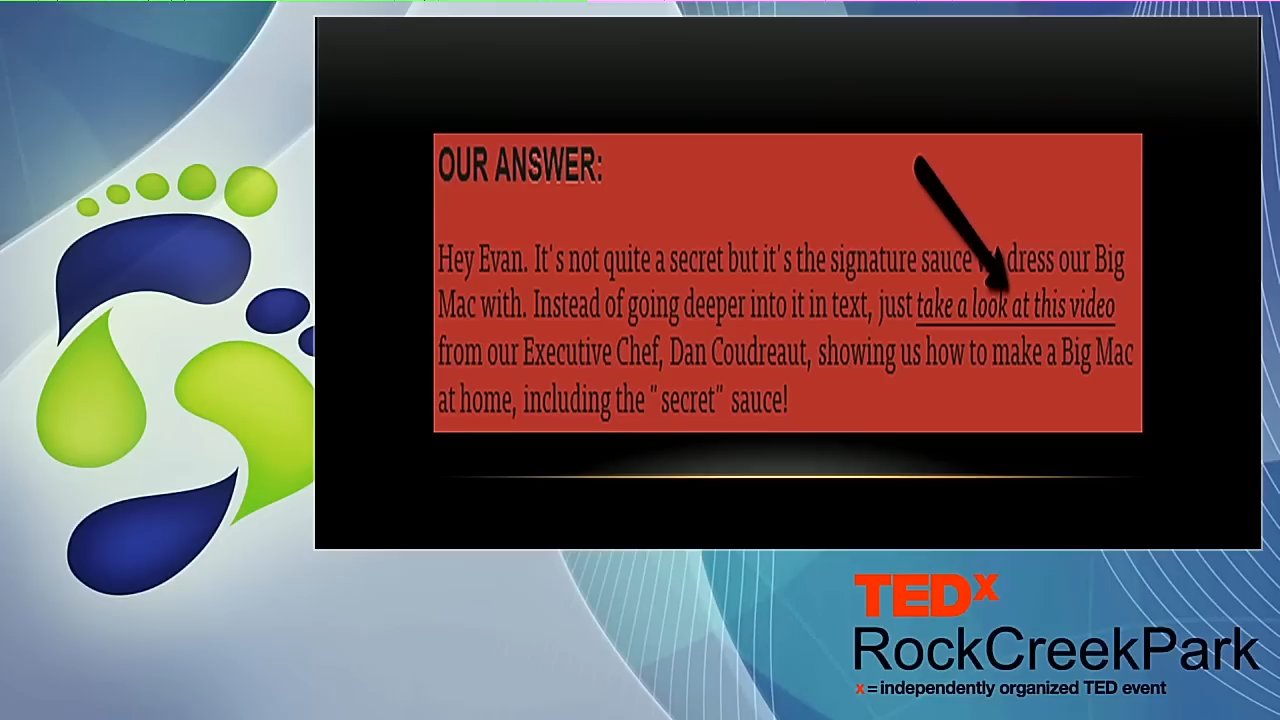 OUR ANSWER:
Hey Evan. It's not quite a secret but it's the signature sauce dress our Big
Mac with. Instead of going deeper into it in text, just take a look at this video
from our Executive Chef, Dan Coudreaut, showing us how to make a Big Mac
at home, including the "secret" sauce!
TEDx
RockCreekPark
x=independently organized TED event